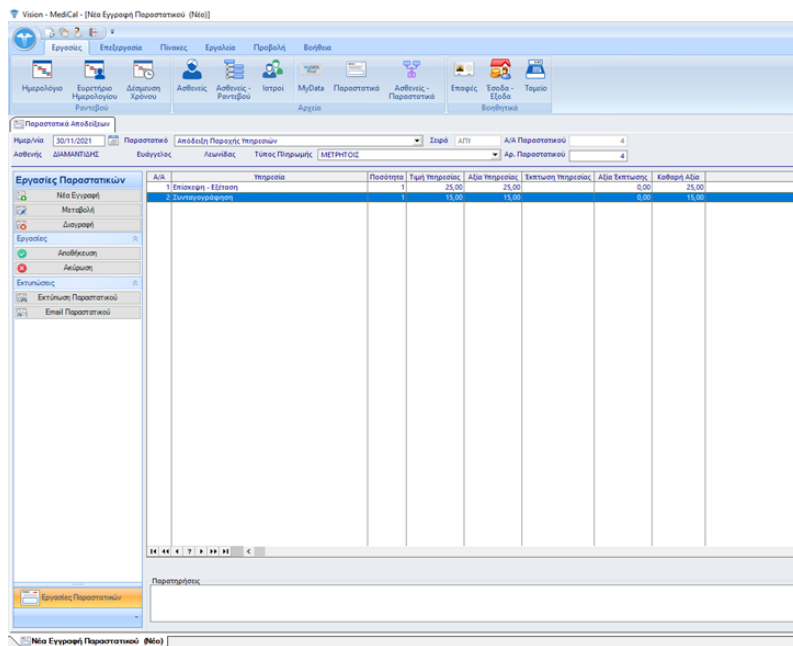 Vision - MediCal - [Νέα Εγγραφή Παραστατικού (Νέο)]
Εργασίες Επεξεργασία Πίνακες Εργαλεία Προβολή Βοήθεια
Ημερολόγιο Ευρετήριο Ημερολογίου Δέσμευση Χρόνου Ασθενείς Ασθενείς - Ραντεβού Ιατροί MyData Παραστατικά Ασθενείς - Παραστατικά Επαφές Έσοδα - Έξοδα Ταμείο
Ραντεβού Αρχεία Βοηθητικά
Παραστατικά Αποδείξεων
Ημερ/νία 30/11/2021 Παραστατικό Απόδειξη Παροχής Υπηρεσιών Σειρά ΑΠΥ Α/Α Παραστατικού 4
Ασθενής ΔΙΑΜΑΝΤΙΔΗΣ Ευάγγελος Λεωνίδας Τύπος Πληρωμής ΜΕΤΡΗΤΟΙΣ Αρ. Παραστατικού 4
Εργασίες Παραστατικών
Νέα Εγγραφή
Μεταβολή
Διαγραφή
Εργασίες
Αποθήκευση
Ακύρωση
Εκτυπώσεις
Εκτύπωση Παραστατικού
Email Παραστατικού
Εργασίες Παραστατικών
Α/Α Υπηρεσία Ποσότητα Τιμή Υπηρεσίας Αξία Υπηρεσίας Έκπτωση Υπηρεσίας Αξία Έκπτωσης Καθαρή Αξία
1 Επίσκεψη - Εξέταση 1 25,00 25,00 0,00 25,00
2 Συνταγογράφηση 1 15,00 15,00 0,00 15,00
Παρατηρήσεις
Νέα Εγγραφή Παραστατικού (Νέο)